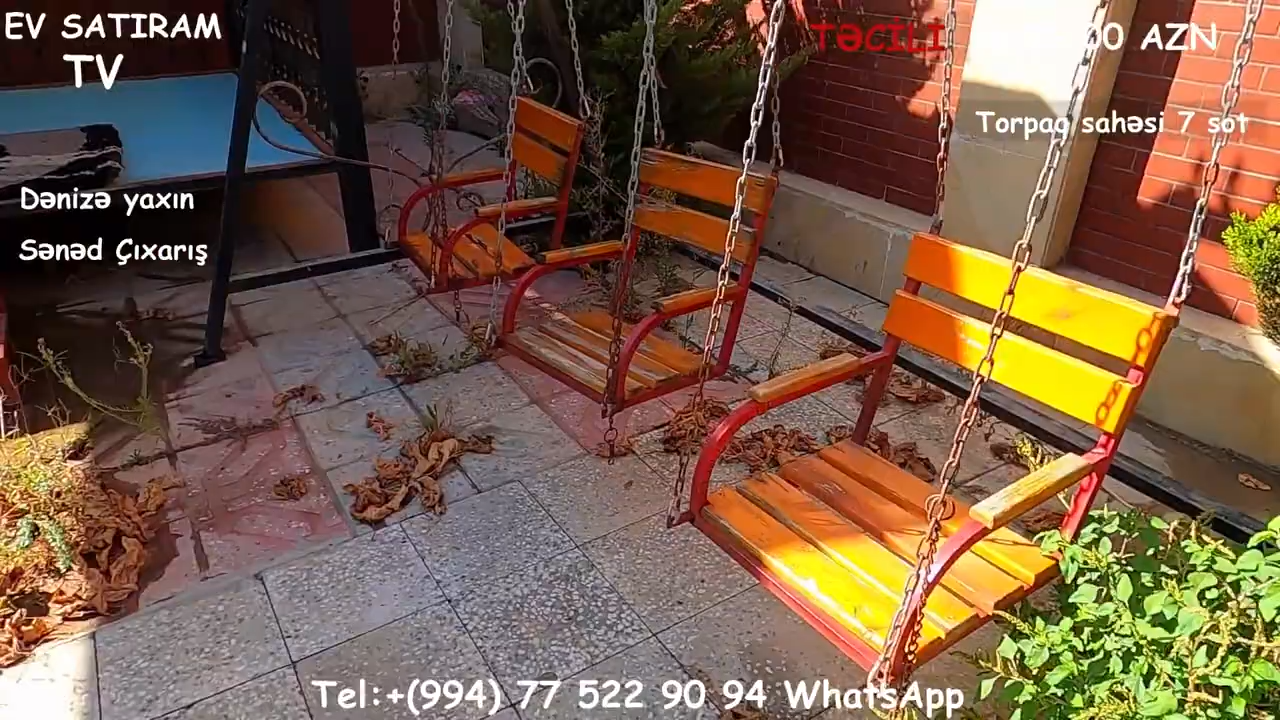 EV SATIRAM
TV
TƏCİLİ
AZN
Torpaq sahəsi 7 sot
Dənizə yaxın
Sənəd Çıxarış
Tel:+(994) 77 522 90 94 WhatsApp